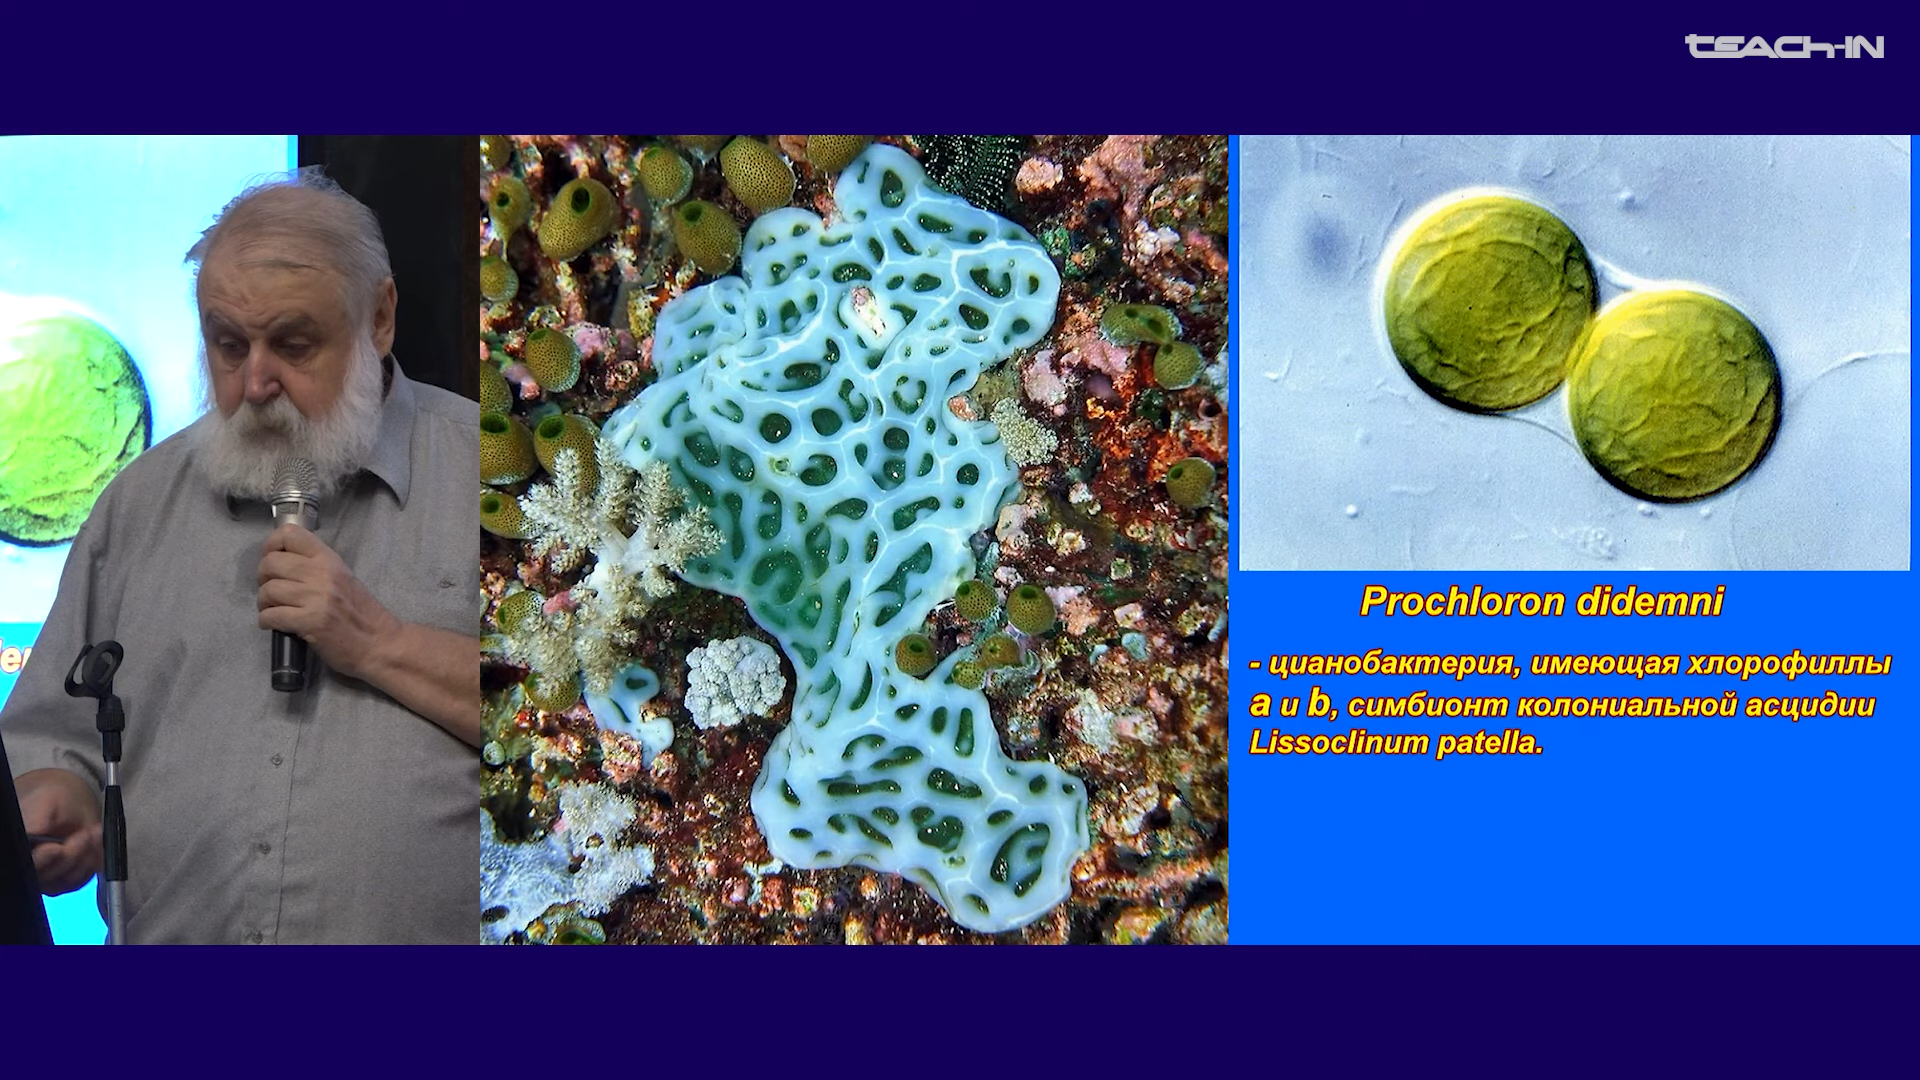 TEACH-IN
Prochloron didemni
- цианобактерия, имеющая хлорофиллы
a и b, симбионт колониальной асцидии
Lissoclinum patella.